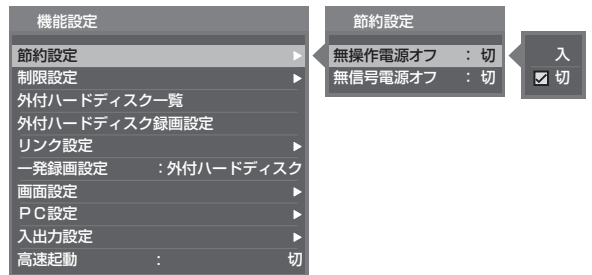 機能設定
節約設定
制限設定
外付ハードディスク一覧
外付ハードディスク録画設定
リンク設定
一発録画設定 :外付ハードディスク
画面設定
PC設定
入出力設定
高速起動 : 切
節約設定
無操作電源オフ : 切
無信号電源オフ : 切
入
切